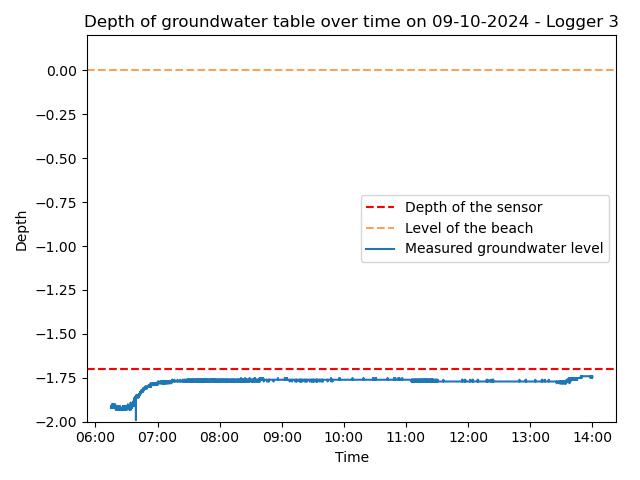 Depth of groundwater table over time on 09-10-2024 - Logger 3
0.00
−0.25
−0.50
−0.75
−1.00
−1.25
−1.50
−1.75
−2.00
Depth
Depth of the sensor
Level of the beach
Measured groundwater level
06:00 07:00 08:00 09:00 10:00 11:00 12:00 13:00 14:00
Time